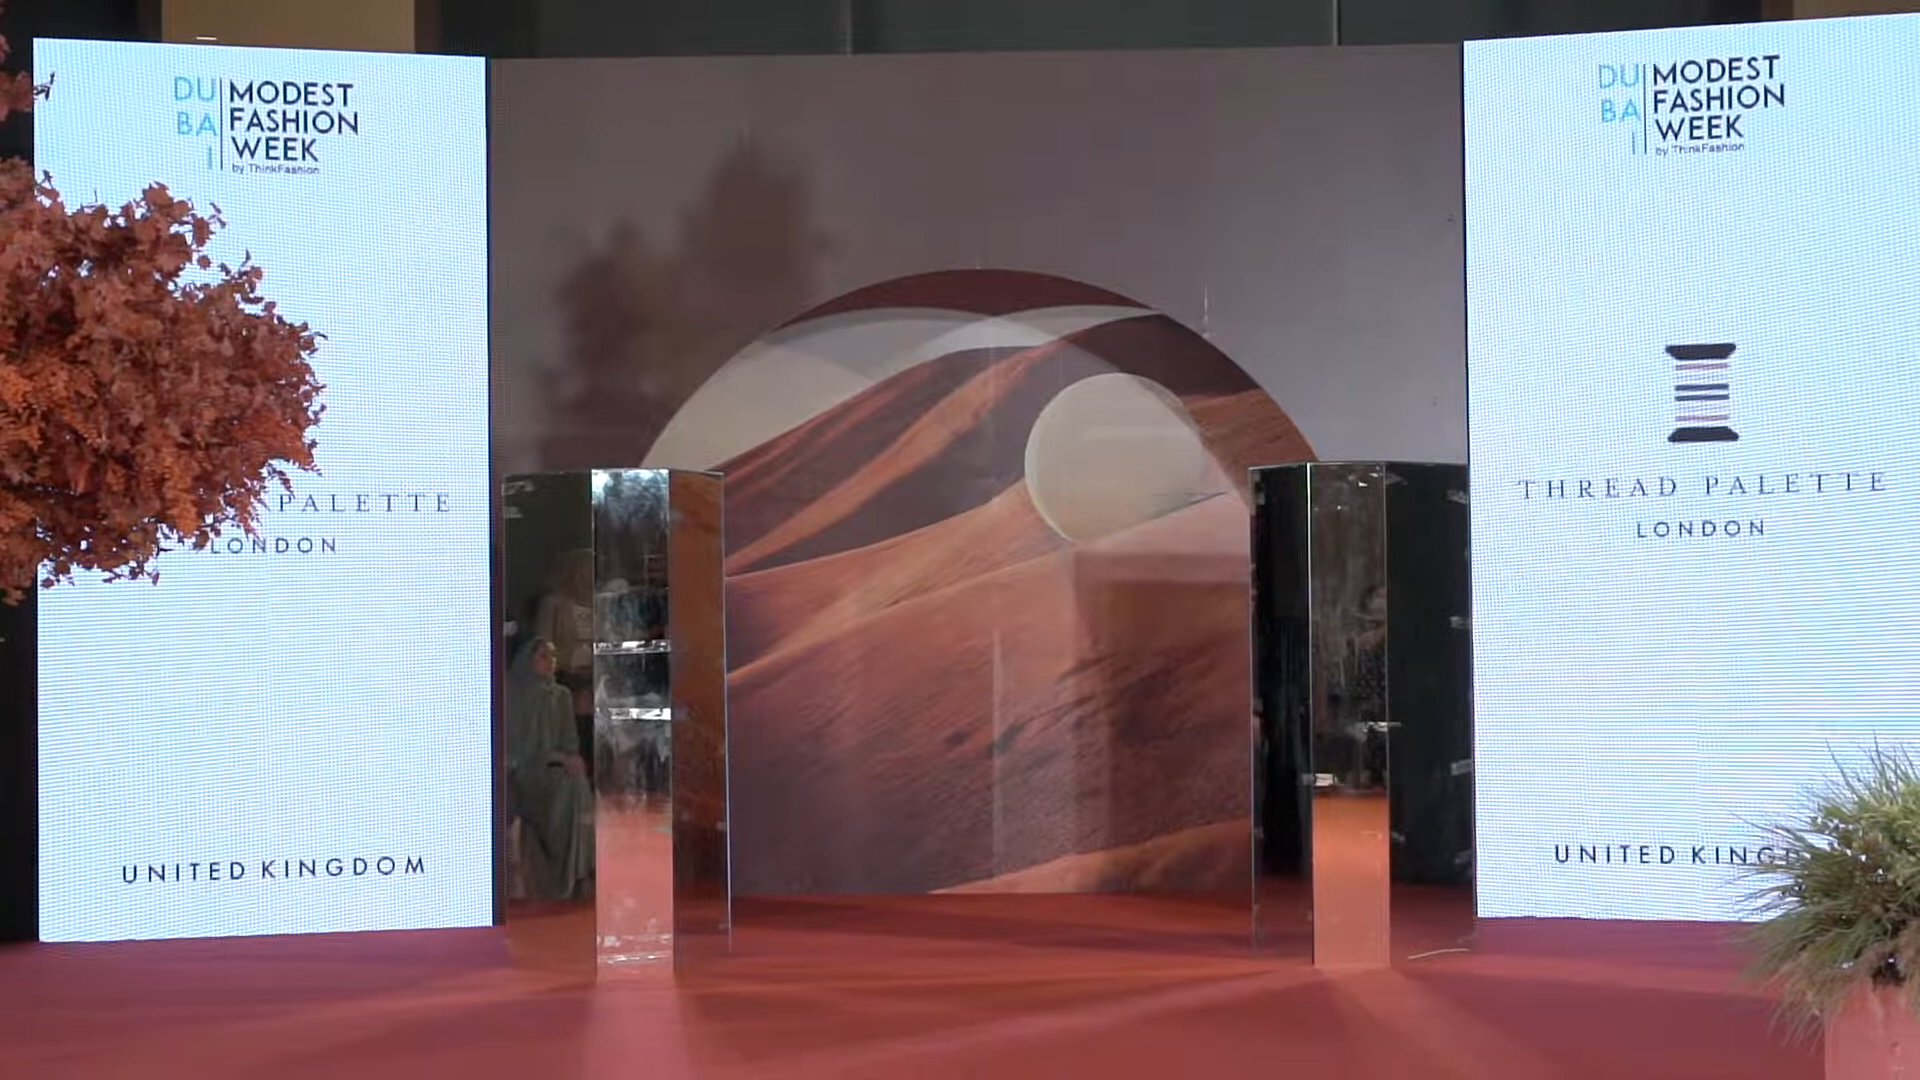 DU
BA
I
MODEST
FASHION
WEEK
by ThinkFashion
PALETTE
LONDON
UNITED KINGDOM
DU
BA
I
MODEST
FASHION
WEEK
by ThinkFashion
THREAD PALETTE
LONDON
UNITED KING